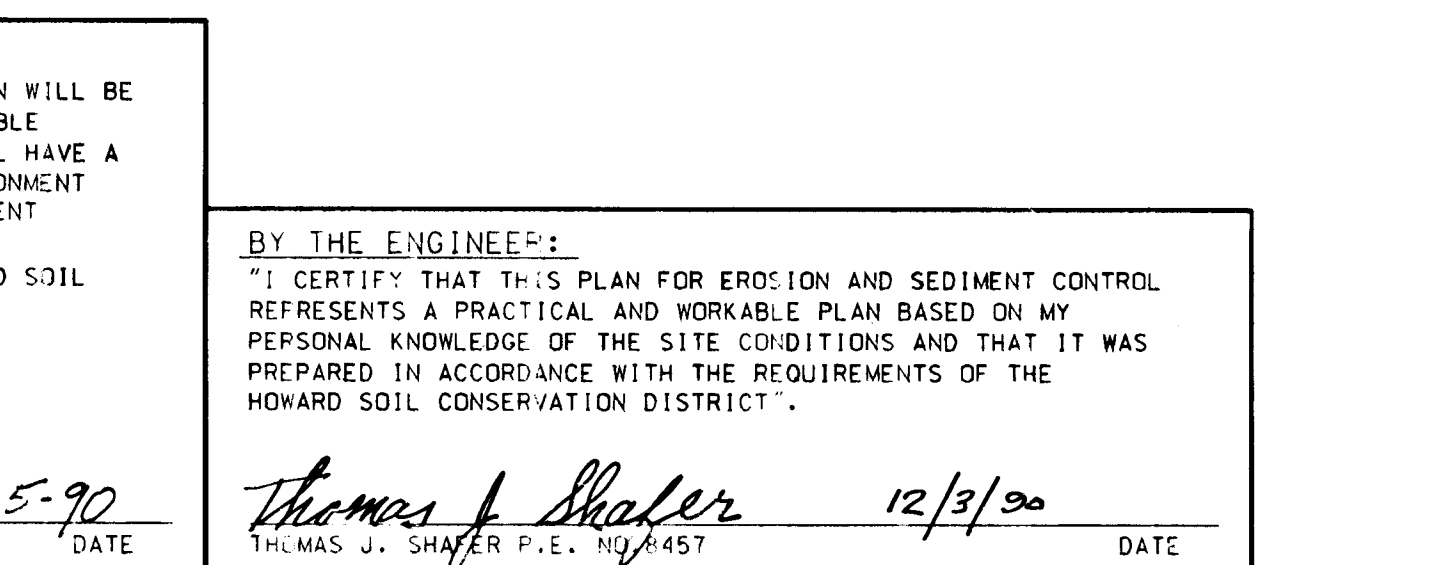 N WILL BE
BLE
L HAVE A
ONMENT
ENT
D SOIL
5-90
DATE
BY THE ENGINEER:
"I CERTIFY THAT THIS PLAN FOR EROSION AND SEDIMENT CONTROL
REPRESENTS A PRACTICAL AND WORKABLE PLAN BASED ON MY
PERSONAL KNOWLEDGE OF THE SITE CONDITIONS AND THAT IT WAS
PREPARED IN ACCORDANCE WITH THE REQUIREMENTS OF THE
HOWARD SOIL CONSERVATION DISTRICT".
Thomas J Shafer 12/3/90
THOMAS J. SHAFER P.E. NO. 8457 DATE